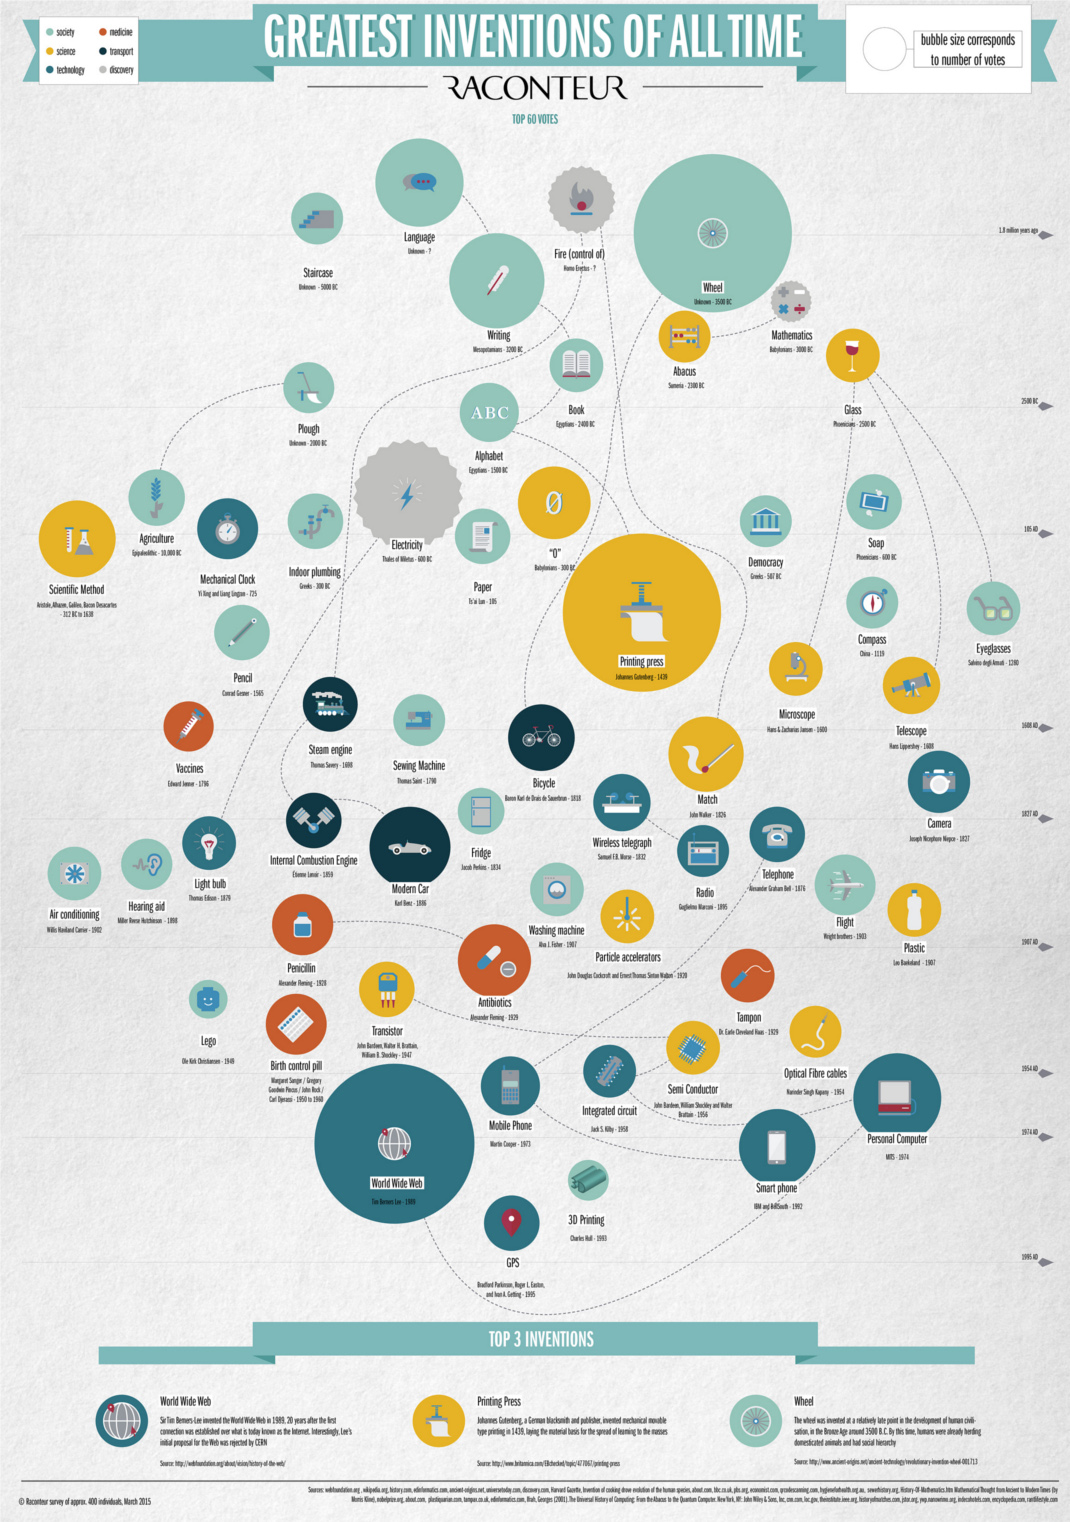 GREATEST INVENTIONS OF ALL TIME
society
medicine
science
transport
technology
discovery
bubble size corresponds
to number of votes
RACONTEUR
TOP 60 VOTES
Language
Unknown - ?
Fire (control of)
Homo Erectus - ?
1.8 million years ago
Staircase
Unknown - 5000 BC
Wheel
Unknown - 3500 BC
Writing
Mesopotamians - 3200 BC
Mathematics
Babylonians - 3000 BC
Abacus
Sumeria - 2300 BC
Book
Egyptians - 2400 BC
Glass
Phoenicians - 2500 BC
2500 BC
Plough
Unknown - 2000 BC
ABC
Alphabet
Egyptians - 1500 BC
Agriculture
Epipaleolithic - 10,000 BC
Electricity
Thales of Miletus - 600 BC
0
"0"
Babylonians - 300 BC
Soap
Phoenicians - 600 BC
105 AD
Democracy
Greeks - 507 BC
Indoor plumbing
Greeks - 300 BC
Mechanical Clock
Yi Xing and Liang Lingzan - 725
Scientific Method
Aristole, Alhazen, Galileo, Bacon Descartes
- 312 BC to 1638
Paper
Ts'ai Lun - 105
Compass
China - 1119
Eyeglasses
Salvino degli Armati - 1280
Printing press
Johannes Gutenberg - 1439
Pencil
Conrad Gesner - 1565
Microscope
Hans & Zacharias Janssen - 1600
Telescope
Hans Lippershey - 1608
1608 AD
Steam engine
Thomas Savery - 1698
Sewing Machine
Thomas Saint - 1790
Vaccines
Edward Jenner - 1796
Bicycle
Baron Karl de Drais de Sauerbrun - 1818
Match
John Walker - 1826
Camera
Joseph Nicephore Niepce - 1827
1827 AD
Wireless telegraph
Samuel F.B. Morse - 1832
Fridge
Jacob Perkins - 1834
Internal Combustion Engine
Étienne Lenoir - 1859
Telephone
Alexander Graham Bell - 1876
Light bulb
Thomas Edison - 1879
Modern Car
Karl Benz - 1886
Radio
Guglielmo Marconi - 1895
Hearing aid
Miller Reese Hutchinson - 1898
Air conditioning
Willis Haviland Carrier - 1902
Flight
Wright brothers - 1903
Washing machine
Alva J. Fisher - 1907
Plastic
Leo Baekeland - 1907
1907 AD
Particle accelerators
John Douglas Cockcroft and Ernest Thomas Sinton Walton - 1920
Penicillin
Alexander Fleming - 1928
Antibiotics
Alexander Fleming - 1929
Tampon
Dr. Earle Cleveland Haas - 1929
Transistor
John Bardeen, Walter H. Brattain,
William B. Shockley - 1947
Lego
Ole Kirk Christiansen - 1949
Birth control pill
Margaret Sanger / Gregory
Goodwin Pincus / John Rock /
Carl Djerassi - 1950 to 1960
Optical Fibre cables
Narinder Singh Kapany - 1954
1954 AD
Semi Conductor
John Bardeen, William Shockley and Walter
Brattain - 1956
Integrated circuit
Jack S. Kilby - 1958
Mobile Phone
Martin Cooper - 1973
Personal Computer
MITS - 1974
1974 AD
World Wide Web
Tim Berners Lee - 1989
Smart phone
IBM and BellSouth - 1992
3D Printing
Charles Hull - 1993
GPS
Bradford Parkinson, Roger L. Easton,
and Ivan A. Getting - 1995
1995 AD
TOP 3 INVENTIONS
World Wide Web
Sir Tim Berners-Lee invented the World Wide Web in 1989, 20 years after the first
connection was established over what is today known as the Internet. Interestingly, Lee's
initial proposal for the Web was rejected by CERN
Source: http://webfoundation.org/about/vision/history-of-the-web/
Printing Press
Johannes Gutenberg, a German blacksmith and publisher, invented mechanical movable
type printing in 1439, laying the material basis for the spread of learning to the masses
Source: http://www.britannica.com/EBchecked/topic/477067/printing-press
Wheel
The wheel was invented at a relatively late point in the development of human civili-
sation, in the Bronze Age around 3500 B.C. By this time, humans were already herding
domesticated animals and had social hierarchy
Source: http://www.ancient-origins.net/ancient-technology/revolutionary-invention-wheel-001713
© Raconteur survey of approx. 400 individuals, March 2015